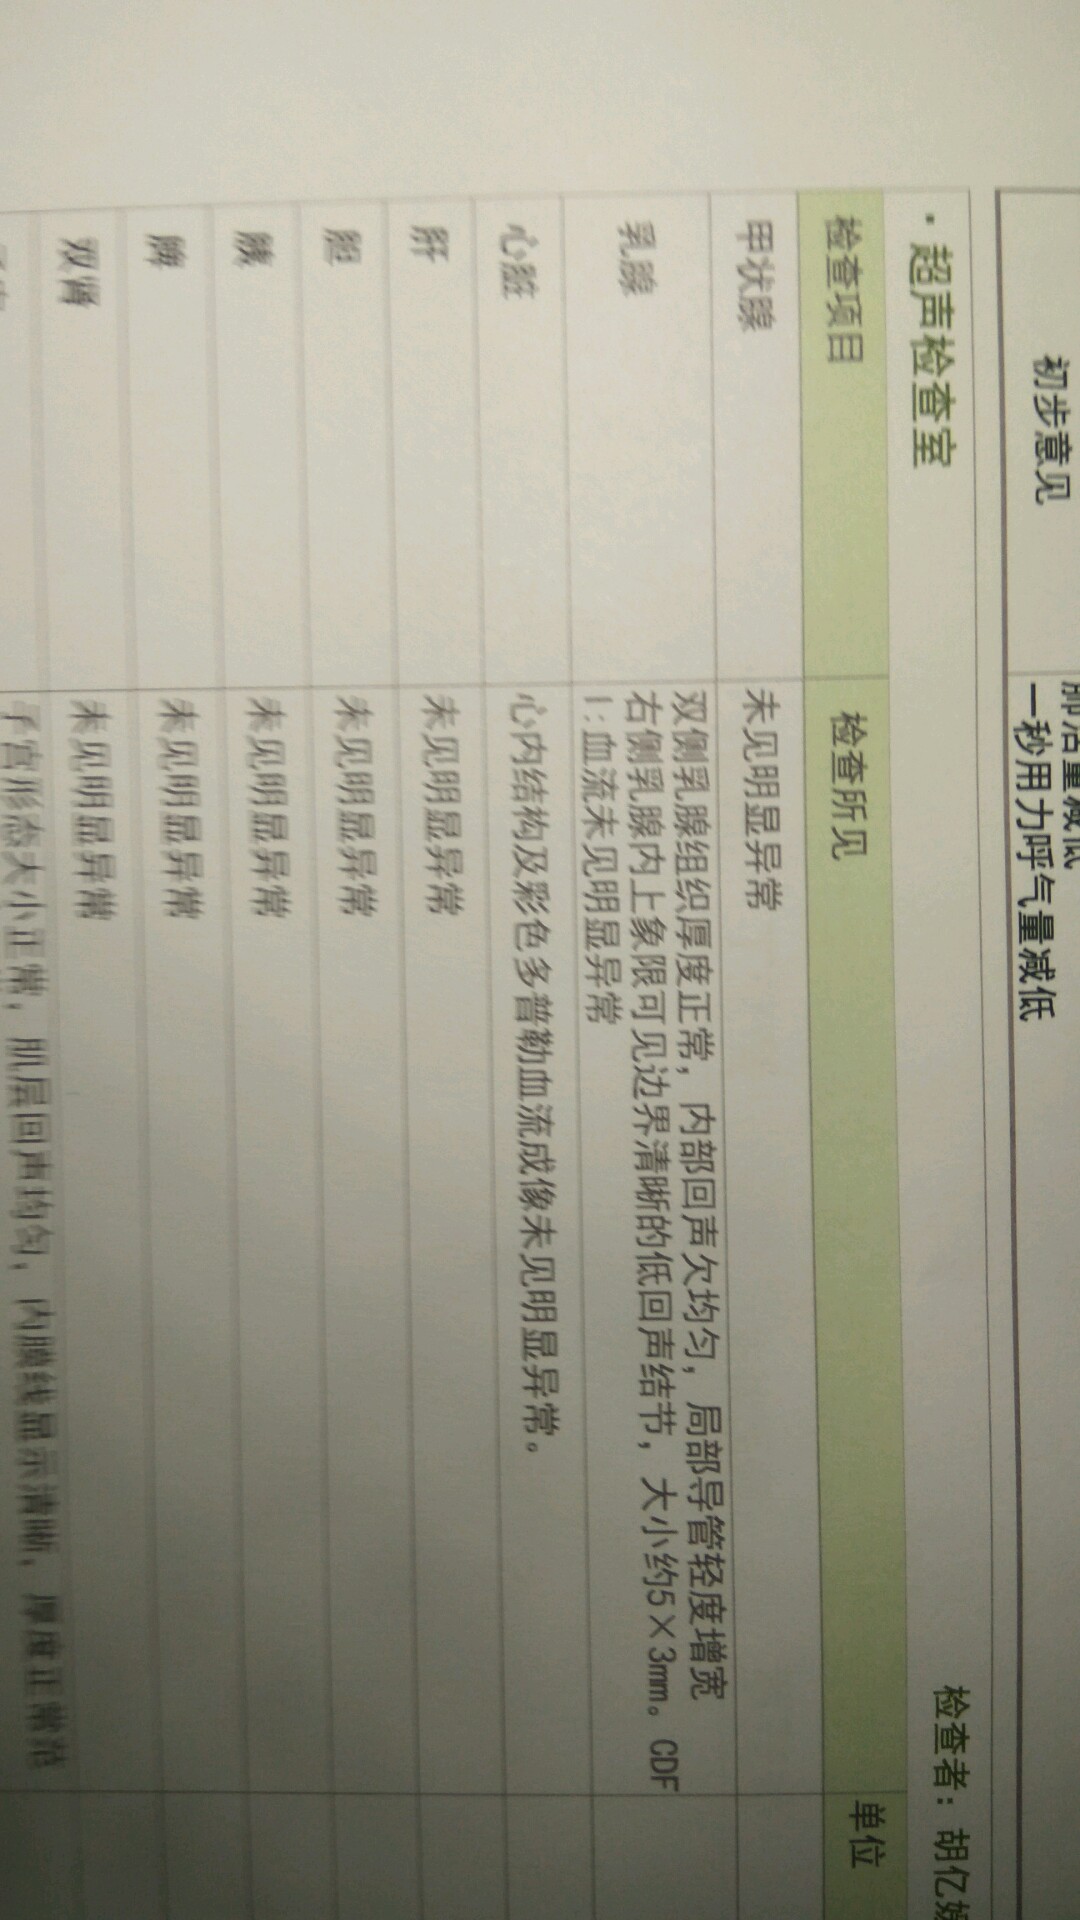 肺活量减低
初步意见 一秒用力呼气量减低
·超声检查室 检查者：胡亿
检查项目 检查所见 单位
甲状腺 未见明显异常
双侧乳腺组织厚度正常，内部回声欠均匀，局部导管轻度增宽
乳腺 右侧乳腺内上象限可见边界清晰的低回声结节，大小约5×3mm。CDF
I:血流未见明显异常
心脏 心内结构及彩色多普勒血流成像未见明显异常。
肝 未见明显异常
胆 未见明显异常
胰 未见明显异常
脾 未见明显异常
双肾 未见明显异常
子宫形态大小正常，肌层回声均匀，内膜线显示清晰，厚度正常范